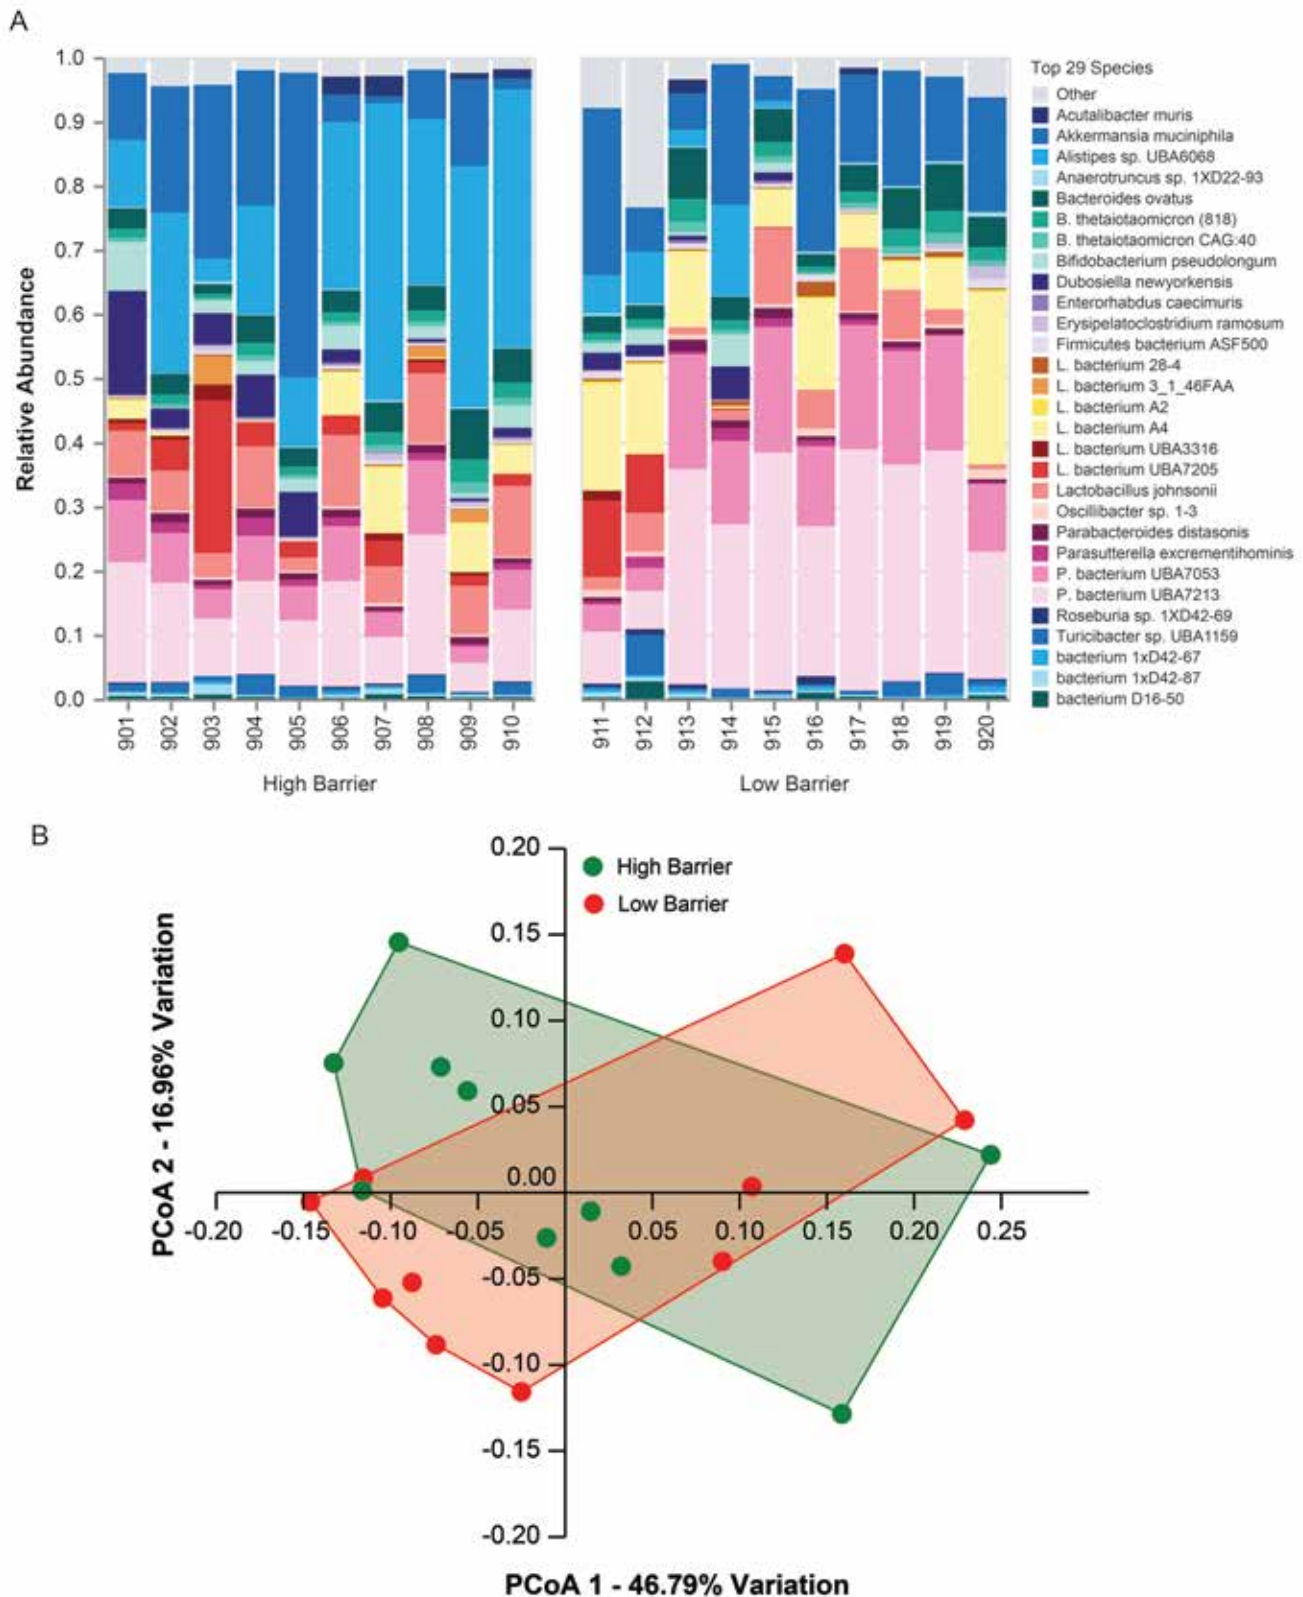 A
Relative Abundance
1.0
0.9
0.8
0.7
0.6
0.5
0.4
0.3
0.2
0.1
0.0
901 902 903 904 905 906 907 908 909 910
High Barrier
911 912 913 914 915 916 917 918 919 920
Low Barrier
Top 29 Species
Other
Acutalibacter muris
Akkermansia muciniphila
Alistipes sp. UBA6068
Anaerotruncus sp. 1XD22-93
Bacteroides ovatus
B. thetaiotaomicron (818)
B. thetaiotaomicron CAG:40
Bifidobacterium pseudolongum
Dubosiella newyorkensis
Enterorhabdus caecimuris
Erysipelatoclostridium ramosum
Firmicutes bacterium ASF500
L. bacterium 28-4
L. bacterium 3_1_46FAA
L. bacterium A2
L. bacterium A4
L. bacterium UBA3316
L. bacterium UBA7205
Lactobacillus johnsonii
Oscillibacter sp. 1-3
Parabacteroides distasonis
Parasutterella excrementihominis
P. bacterium UBA7053
P. bacterium UBA7213
Roseburia sp. 1XD42-69
Turicibacter sp. UBA1159
bacterium 1xD42-67
bacterium 1xD42-87
bacterium D16-50
B
PCoA 2 - 16.96% Variation
0.20
0.15
0.10
0.05
0.00
-0.05
-0.10
-0.15
-0.20
High Barrier
Low Barrier
-0.20 -0.15 -0.10 -0.05 0.05 0.10 0.15 0.20 0.25
PCoA 1 - 46.79% Variation